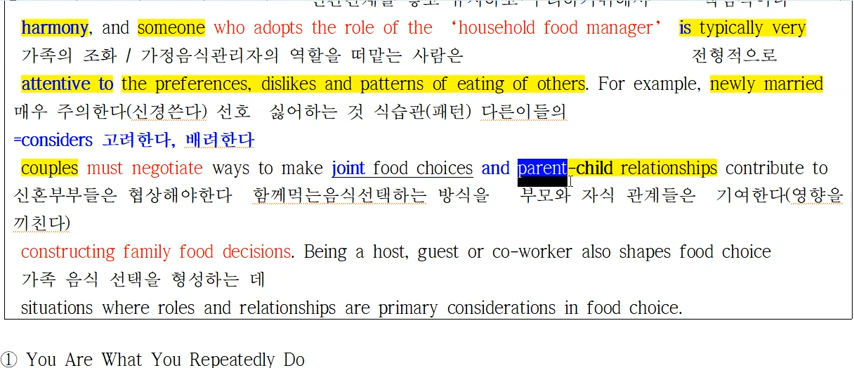 harmony, and someone who adopts the role of the ‘household food manager’ is typically very
가족의 조화 / 가정음식관리자의 역할을 떠맡는 사람은 전형적으로
attentive to the preferences, dislikes and patterns of eating of others. For example, newly married
매우 주의한다(신경쓴다) 선호 싫어하는 것 식습관(패턴) 다른이들의
=considers 고려한다, 배려한다
couples must negotiate ways to make joint food choices and parent-child relationships contribute to
신혼부부들은 협상해야한다 함께먹는음식선택하는 방식을 부모와 자식 관계들은 기여한다(영향을
끼친다)
constructing family food decisions. Being a host, guest or co-worker also shapes food choice
가족 음식 선택을 형성하는 데
situations where roles and relationships are primary considerations in food choice.
① You Are What You Repeatedly Do